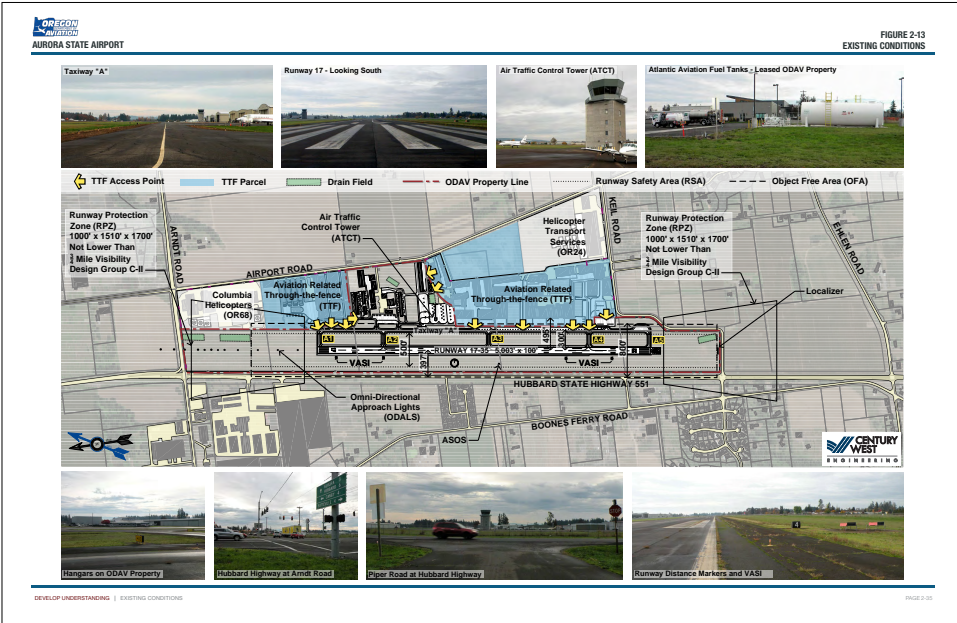 OREGON
AVIATION
AURORA STATE AIRPORT
FIGURE 2-13
EXISTING CONDITIONS
Taxiway "A"
Runway 17 - Looking South
Air Traffic Control Tower (ATCT)
Atlantic Aviation Fuel Tanks - Leased ODAV Property
TTF Access Point
TTF Parcel
Drain Field
ODAV Property Line
Runway Safety Area (RSA)
Object Free Area (OFA)
Runway Protection
Zone (RPZ)
1000' x 1510' x 1700'
Not Lower Than
Mile Visibility
Design Group C-II
ARNDT ROAD
AIRPORT ROAD
Air Traffic
Control Tower
(ATCT)
Helicopter
Transport
Services
(OR24)
KEIL ROAD
Runway Protection
Zone (RPZ)
1000' x 1510' x 1700'
Not Lower Than
Mile Visibility
Design Group C-II
EHLEN ROAD
Localizer
Columbia
Helicopters
(OR68)
Aviation Related
Through-the-fence
(TTF)
Aviation Related
Through-the-fence (TTF)
Taxiway "A"
A1
A2
A3
A4
A5
RUNWAY 17-35 5,003' x 100'
500'
397'
495'
100'
800'
VASI
VASI
HUBBARD STATE HIGHWAY 551
Omni-Directional
Approach Lights
(ODALS)
ASOS
BOONES FERRY ROAD
CENTURY
WEST
ENGINEERING
Hangars on ODAV Property
Hubbard Highway at Arndt Road
Piper Road at Hubbard Highway
Runway Distance Markers and VASI
4
DEVELOP UNDERSTANDING | EXISTING CONDITIONS
PAGE 2-35